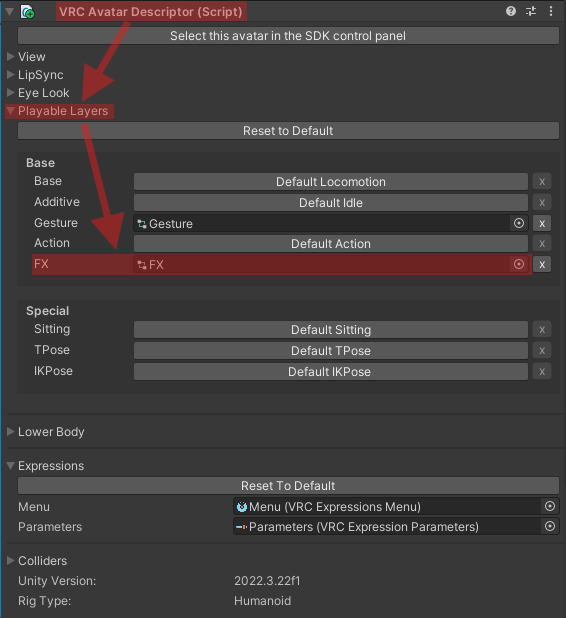 VRC Avatar Descriptor (Script)
Select this avatar in the SDK control panel
View
LipSync
Eye Look
Playable Layers
Reset to Default
Base
Base Default Locomotion x
Additive Default Idle x
Gesture Gesture x
Action Default Action x
FX FX x
Special
Sitting Default Sitting x
TPose Default TPose x
IKPose Default IKPose x
Lower Body
Expressions
Reset To Default
Menu Menu (VRC Expressions Menu)
Parameters Parameters (VRC Expression Parameters)
Colliders
Unity Version: 2022.3.22f1
Rig Type: Humanoid